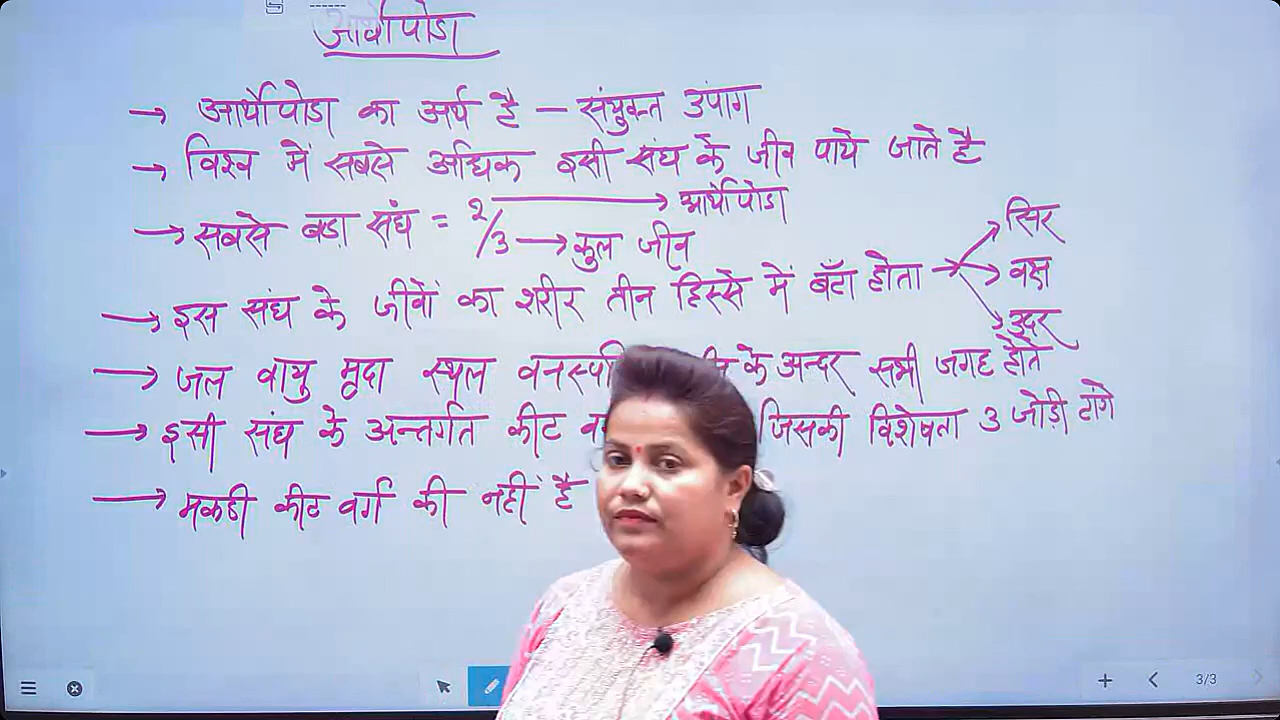 आर्थोपोडा
→ आर्थोपोडा का अर्थ है – संयुक्त उपांग
→ विश्व में सबसे अधिक इसी संघ के जीव पाये जाते है
→ सबसे बडा संघ = 2/3 → आर्थोपोडा
→ कुल जीव
→ इस संघ के जीवों का शरीर तीन हिस्से में बँटा होता → सिर
वक्ष
उदर
→ जल वायु मृदा स्थल के अन्दर सभी जगह होते
→ इसी संघ के अन्तर्गत कीट जिसकी विशेषता 3 जोड़ी टांगे
→ मकडी कीट वर्ग की नहीं है
3/3